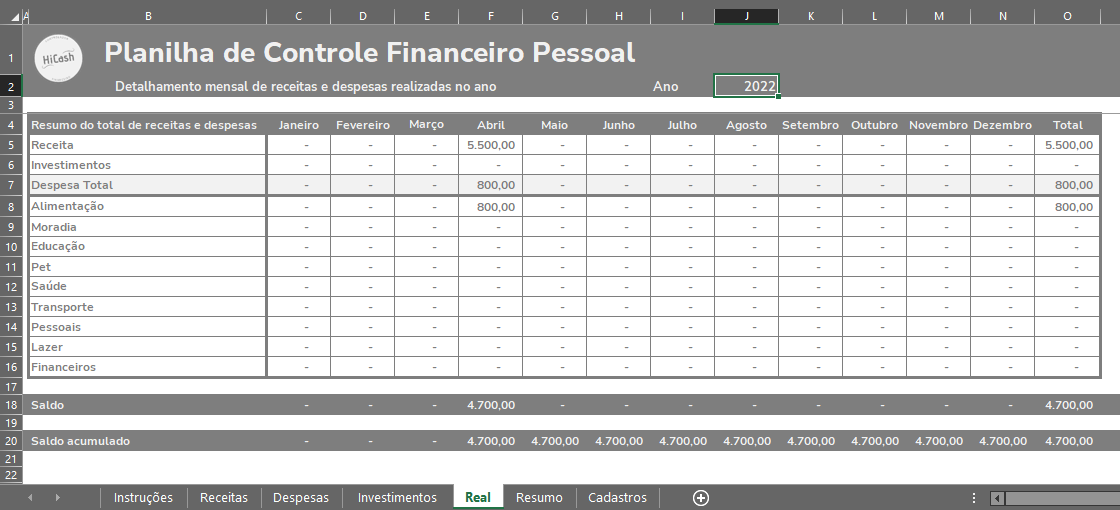 A B C D E F G H I J K L M N O
1 HiCash Planilha de Controle Financeiro Pessoal
2 Detalhamento mensal de receitas e despesas realizadas no ano Ano 2022
3
4 Resumo do total de receitas e despesas Janeiro Fevereiro Março Abril Maio Junho Julho Agosto Setembro Outubro Novembro Dezembro Total
5 Receita - - - 5.500,00 - - - - - - - - 5.500,00
6 Investimentos - - - - - - - - - - - - -
7 Despesa Total - - - 800,00 - - - - - - - - 800,00
8 Alimentação - - - 800,00 - - - - - - - - 800,00
9 Moradia - - - - - - - - - - - - -
10 Educação - - - - - - - - - - - - -
11 Pet - - - - - - - - - - - - -
12 Saúde - - - - - - - - - - - - -
13 Transporte - - - - - - - - - - - - -
14 Pessoais - - - - - - - - - - - - -
15 Lazer - - - - - - - - - - - - -
16 Financeiros - - - - - - - - - - - - -
17
18 Saldo - - - 4.700,00 - - - - - - - - 4.700,00
19
20 Saldo acumulado - - - 4.700,00 4.700,00 4.700,00 4.700,00 4.700,00 4.700,00 4.700,00 4.700,00 4.700,00 4.700,00
21
22
Instruções Receitas Despesas Investimentos Real Resumo Cadastros